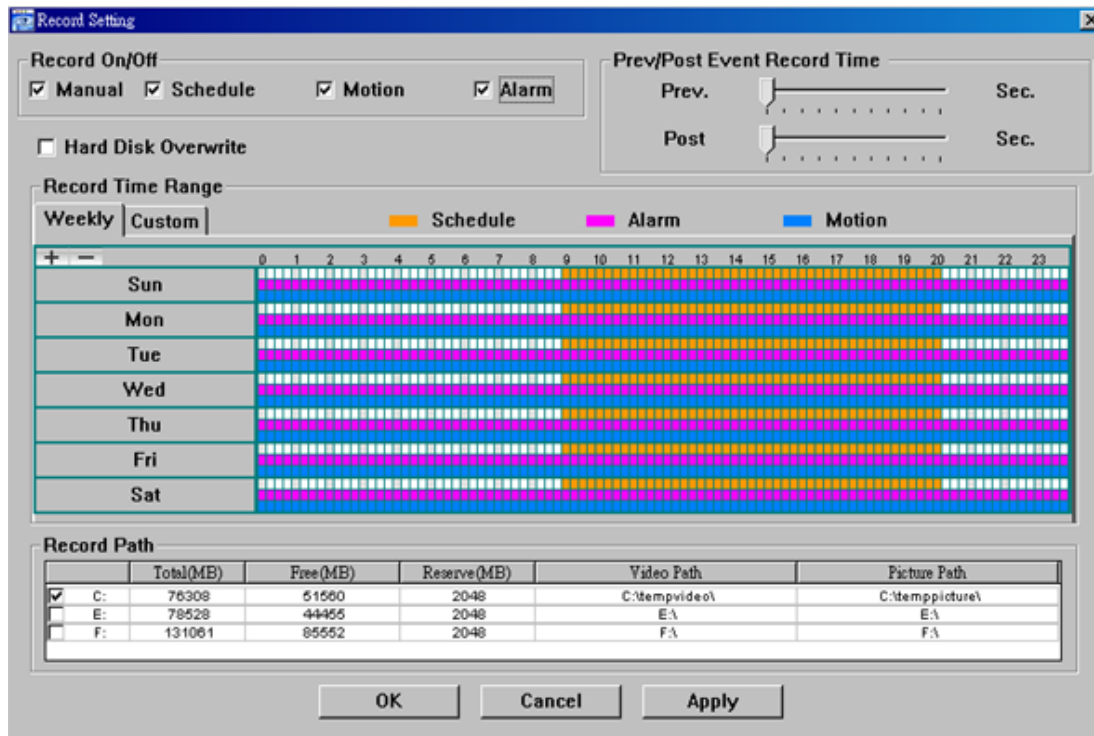 Record Setting
Record On/Off
Manual Schedule Motion Alarm
Prev/Post Event Record Time
Prev. Sec.
Post Sec.
Hard Disk Overwrite
Record Time Range
Weekly Custom Schedule Alarm Motion
+ − 0 1 2 3 4 5 6 7 8 9 10 11 12 13 14 15 16 17 18 19 20 21 22 23
Sun
Mon
Tue
Wed
Thu
Fri
Sat
Record Path
Total(MB) Free(MB) Reserve(MB) Video Path Picture Path
C: 76308 51560 2048 C:\tempvideo\ C:\temppicture\
E: 78528 44455 2048 E:\ E:\
F: 131061 85552 2048 F:\ F:\
OK Cancel Apply